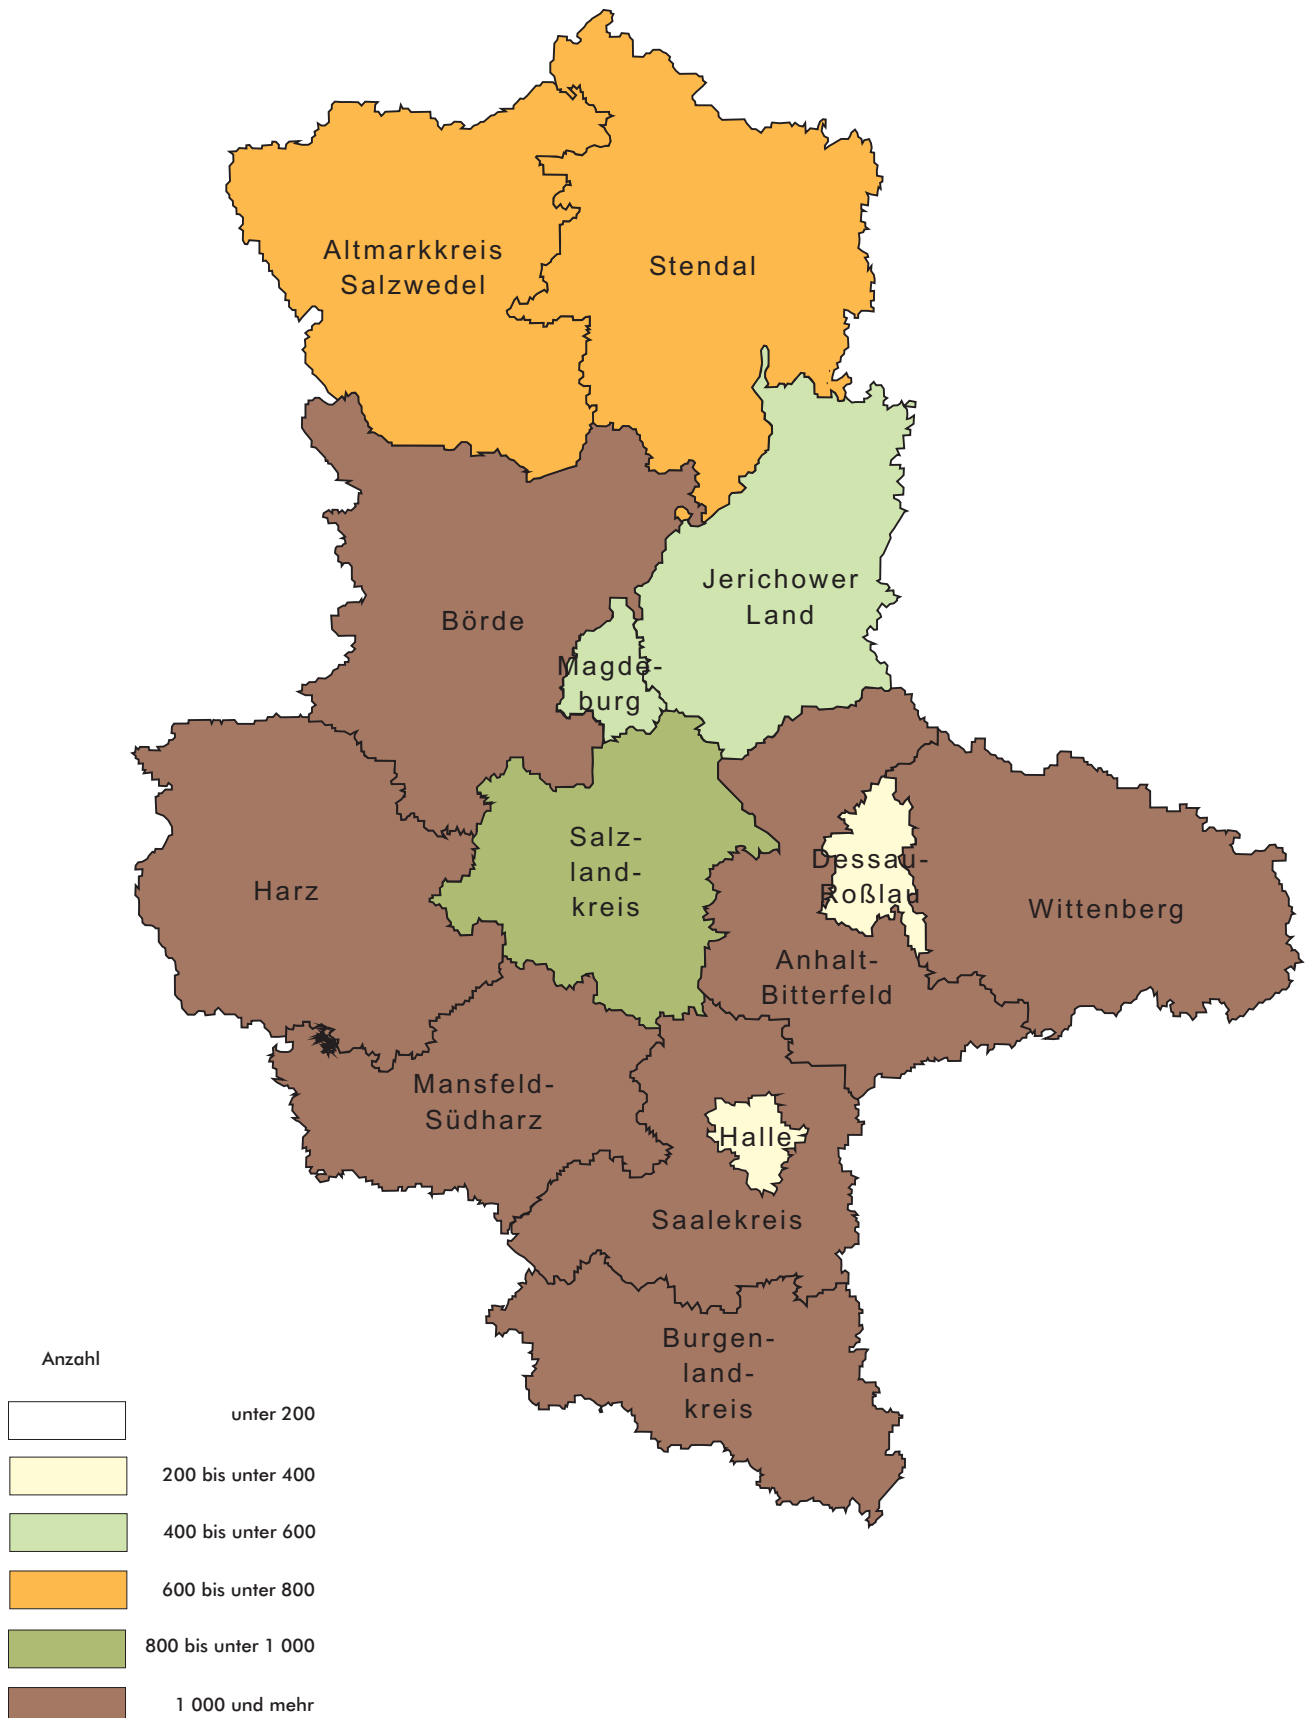 Altmarkkreis
Salzwedel
Stendal
Jerichower
Land
Börde
Magde-
burg
Salz-
land-
kreis
Harz
Dessau-
Roßlau
Wittenberg
Anhalt-
Bitterfeld
Mansfeld-
Südharz
Halle
Saalekreis
Burgen-
land-
kreis
Anzahl
unter 200
200 bis unter 400
400 bis unter 600
600 bis unter 800
800 bis unter 1 000
1 000 und mehr